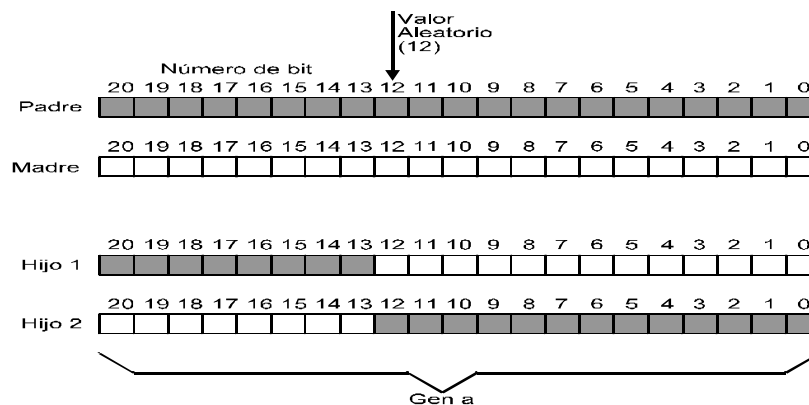 Valor
Aleatorio
(12)
Número de bit
20 19 18 17 16 15 14 13 12 11 10 9 8 7 6 5 4 3 2 1 0
Padre
20 19 18 17 16 15 14 13 12 11 10 9 8 7 6 5 4 3 2 1 0
Madre
20 19 18 17 16 15 14 13 12 11 10 9 8 7 6 5 4 3 2 1 0
Hijo 1
20 19 18 17 16 15 14 13 12 11 10 9 8 7 6 5 4 3 2 1 0
Hijo 2
Gen a